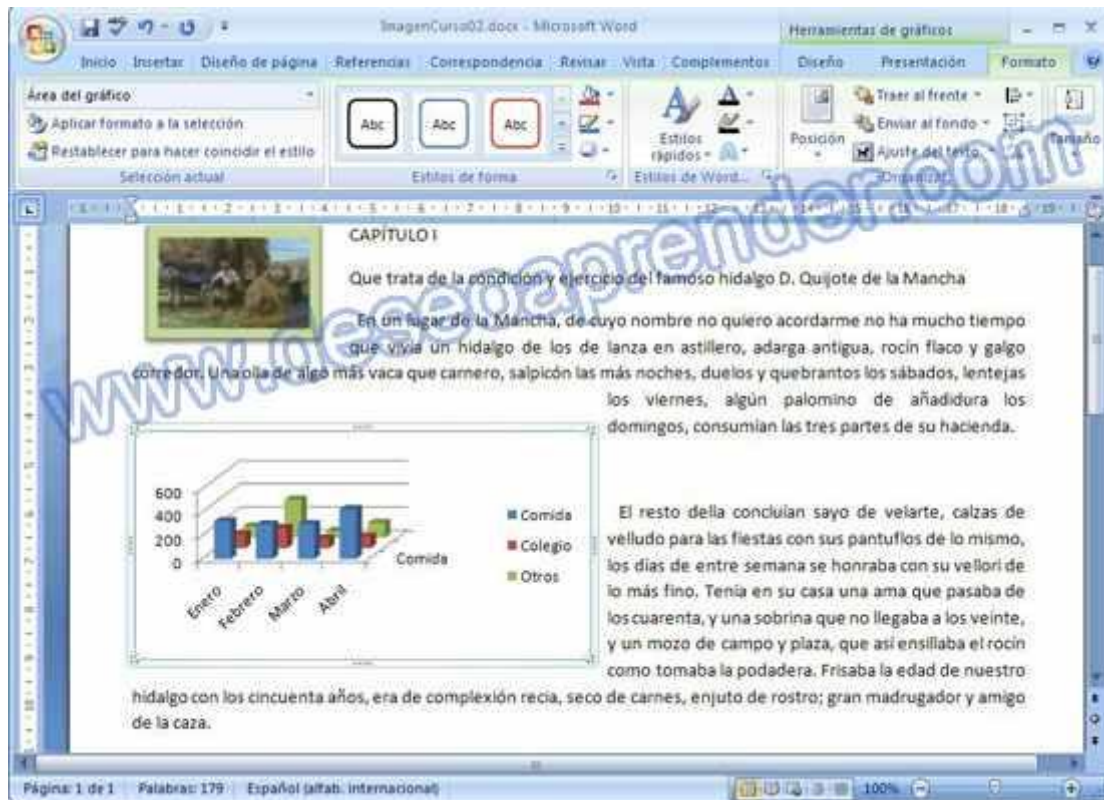 ImagenCurso02.docx - Microsoft Word
Herramientas de gráficos
Inicio Insertar Diseño de página Referencias Correspondencia Revisar Vista Complementos Diseño Presentación Formato
Área del gráfico
Aplicar formato a la selección
Restablecer para hacer coincidir el estilo
Selección actual
Abc Abc Abc
Estilos de forma
Estilos rápidos
Estilos de Word...
Posición
Traer al frente
Enviar al fondo
Ajuste del texto
Organizar
Tamaño
www.deseoaprender.com
CAPÍTULO I
Que trata de la condición y ejercicio del famoso hidalgo D. Quijote de la Mancha
En un lugar de la Mancha, de cuyo nombre no quiero acordarme no ha mucho tiempo
que vivía un hidalgo de los de lanza en astillero, adarga antigua, rocín flaco y galgo
corredor. Una olla de algo más vaca que carnero, salpicón las más noches, duelos y quebrantos los sábados, lentejas
los viernes, algún palomino de añadidura los
domingos, consumían las tres partes de su hacienda.
600
400
200
0
Enero Febrero Marzo Abril
Comida
Comida
Colegio
Otros
El resto della concluían sayo de velarte, calzas de
velludo para las fiestas con sus pantuflos de lo mismo,
los días de entre semana se honraba con su vellori de
lo más fino. Tenía en su casa una ama que pasaba de
los cuarenta, y una sobrina que no llegaba a los veinte,
y un mozo de campo y plaza, que así ensillaba el rocín
como tomaba la podadera. Frisaba la edad de nuestro
hidalgo con los cincuenta años, era de complexión recia, seco de carnes, enjuto de rostro; gran madrugador y amigo
de la caza.
Página: 1 de 1 Palabras: 179 Español (alfab. internacional) 100%